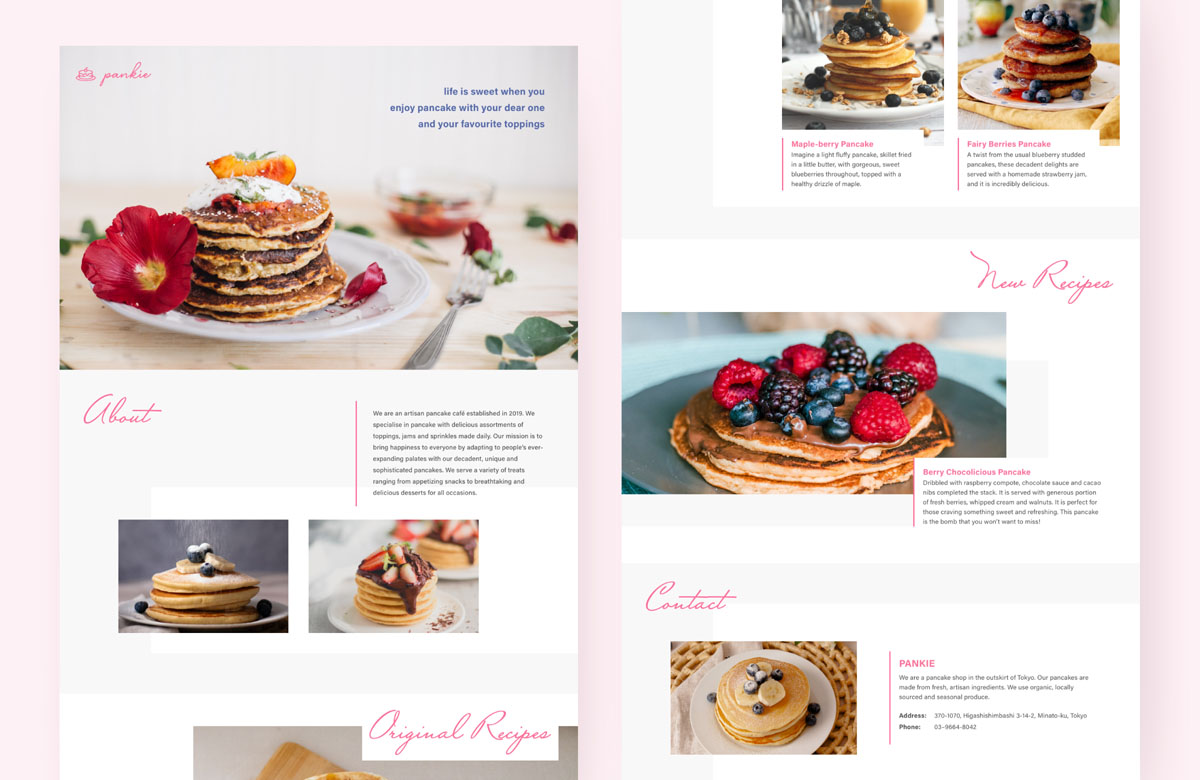 pankie
life is sweet when you
enjoy pancake with your dear one
and your favourite toppings
About
We are an artisan pancake café established in 2019. We
specialise in pancake with delicious assortments of
toppings, jams and sprinkles made daily. Our mission is to
bring happiness to everyone by adapting to people's ever-
expanding palates with our decadent, unique and
sophisticated pancakes. We serve a variety of treats
ranging from appetizing snacks to breathtaking and
delicious desserts for all occasions.
Original Recipes
Maple-berry Pancake
Imagine a light fluffy pancake, skillet fried
in a little butter, with gorgeous, sweet
blueberries throughout, topped with a
healthy drizzle of maple.
Fairy Berries Pancake
A twist from the usual blueberry studded
pancakes, these decadent delights are
served with a homemade strawberry jam,
and it is incredibly delicious.
New Recipes
Berry Chocolicious Pancake
Dribbled with raspberry compote, chocolate sauce and cacao
nibs completed the stack. It is served with generous portion
of fresh berries, whipped cream and walnuts. It is perfect for
those craving something sweet and refreshing. This pancake
is the bomb that you won't want to miss!
Contact
PANKIE
We are a pancake shop in the outskirt of Tokyo. Our pancakes are
made from fresh, artisan ingredients. We use organic, locally
sourced and seasonal produce.
Address: 370-1070, Higashishimbashi 3-14-2, Minato-ku, Tokyo
Phone: 03-9664-8042